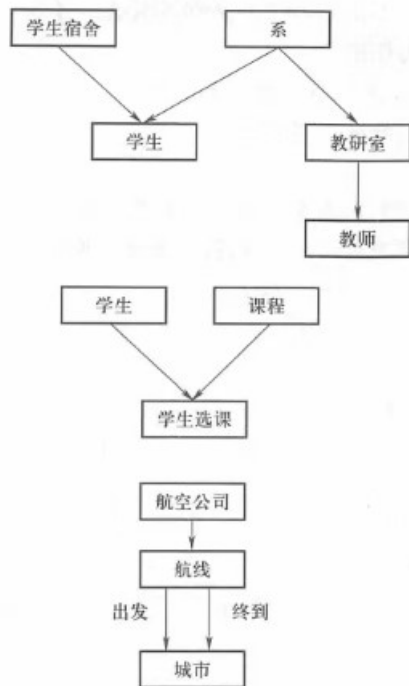 学生宿舍
系
学生
教研室
教师
学生
课程
学生选课
航空公司
航线
出发
终到
城市